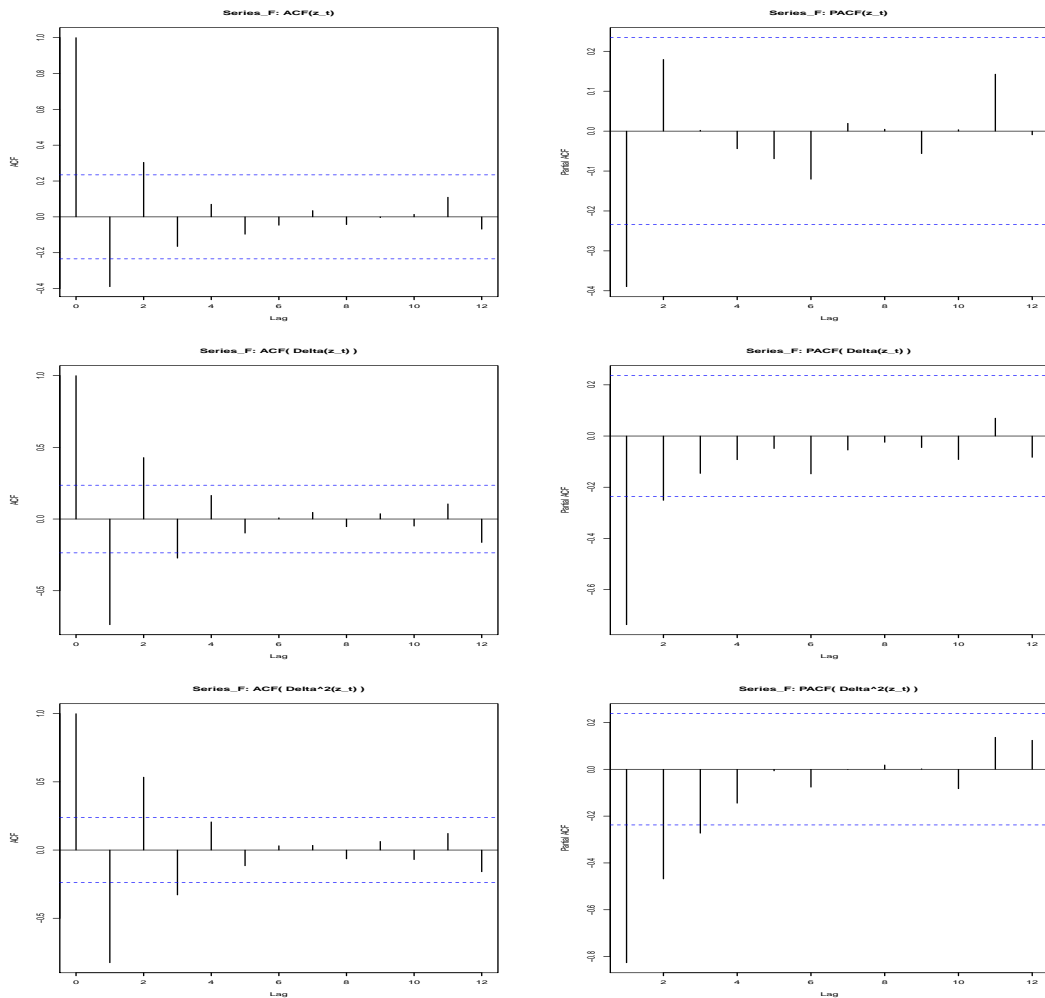 Series_F: ACF(z_t)
ACF
1.0
0.8
0.6
0.4
0.2
0.0
−0.2
−0.4
0 2 4 6 8 10 12
Lag
Series_F: PACF(z_t)
Partial ACF
0.2
0.1
0.0
−0.1
−0.2
−0.3
−0.4
2 4 6 8 10 12
Lag
Series_F: ACF( Delta(z_t) )
ACF
1.0
0.5
0.0
−0.5
0 2 4 6 8 10 12
Lag
Series_F: PACF( Delta(z_t) )
Partial ACF
0.2
0.0
−0.2
−0.4
−0.6
2 4 6 8 10 12
Lag
Series_F: ACF( Delta^2(z_t) )
ACF
1.0
0.5
0.0
−0.5
0 2 4 6 8 10 12
Lag
Series_F: PACF( Delta^2(z_t) )
Partial ACF
0.2
0.0
−0.2
−0.4
−0.6
−0.8
2 4 6 8 10 12
Lag